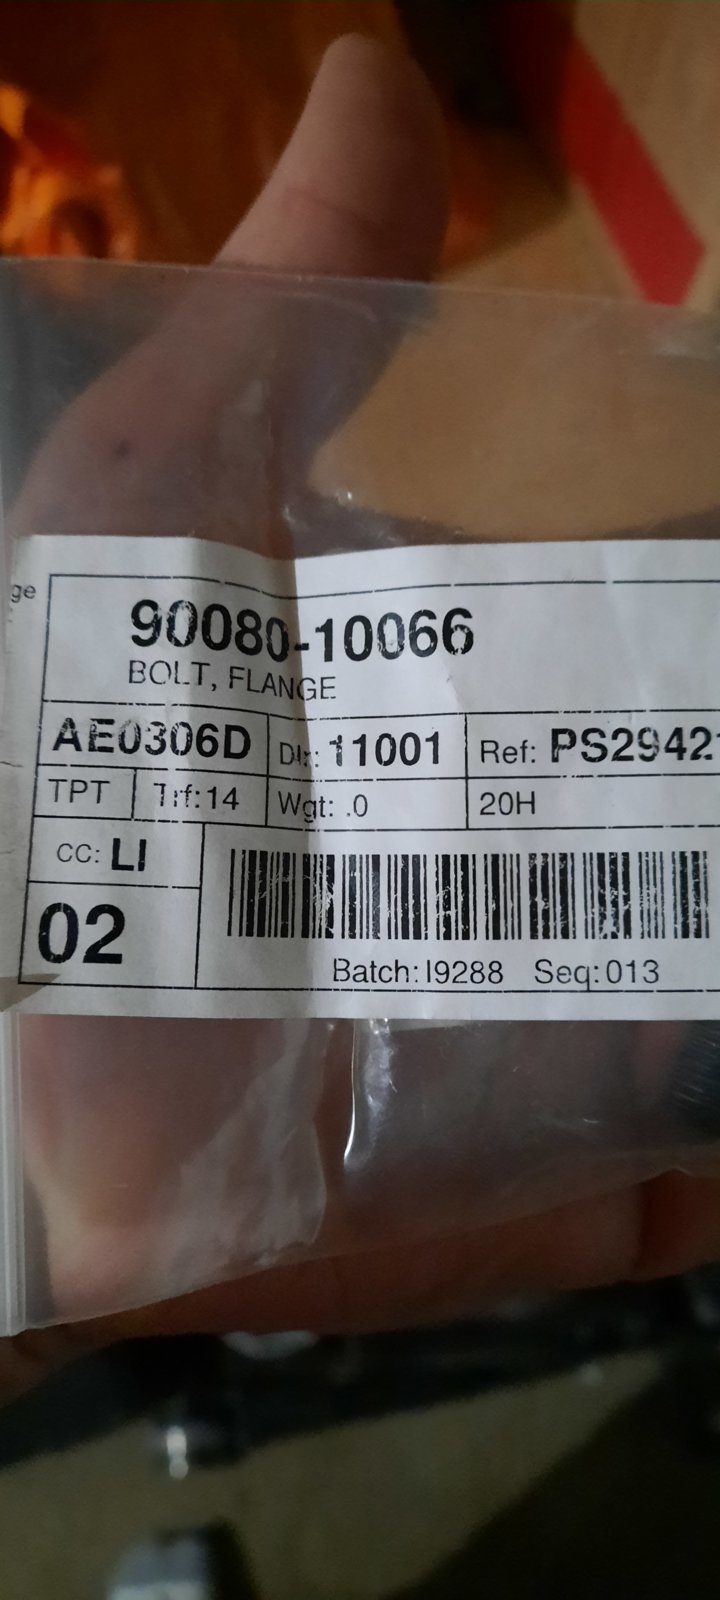 ge
90080-10066
BOLT, FLANGE
AE0306D Dlr: 11001 Ref: PS2942
TPT Trf: 14 Wgt: .0 20H
CC: LI
02
Batch: I9288 Seq: 013